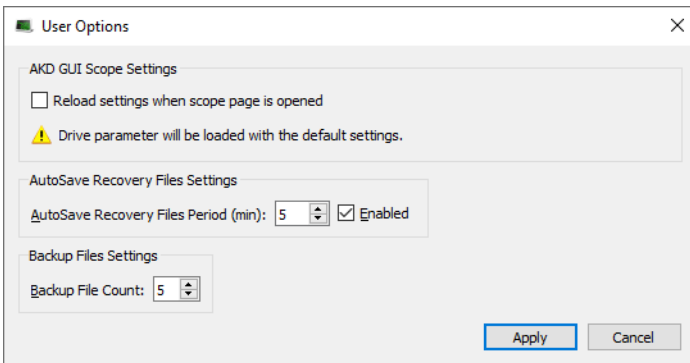 User Options
AKD GUI Scope Settings
Reload settings when scope page is opened
Drive parameter will be loaded with the default settings.
AutoSave Recovery Files Settings
AutoSave Recovery Files Period (min): 5 Enabled
Backup Files Settings
Backup File Count: 5
Apply Cancel